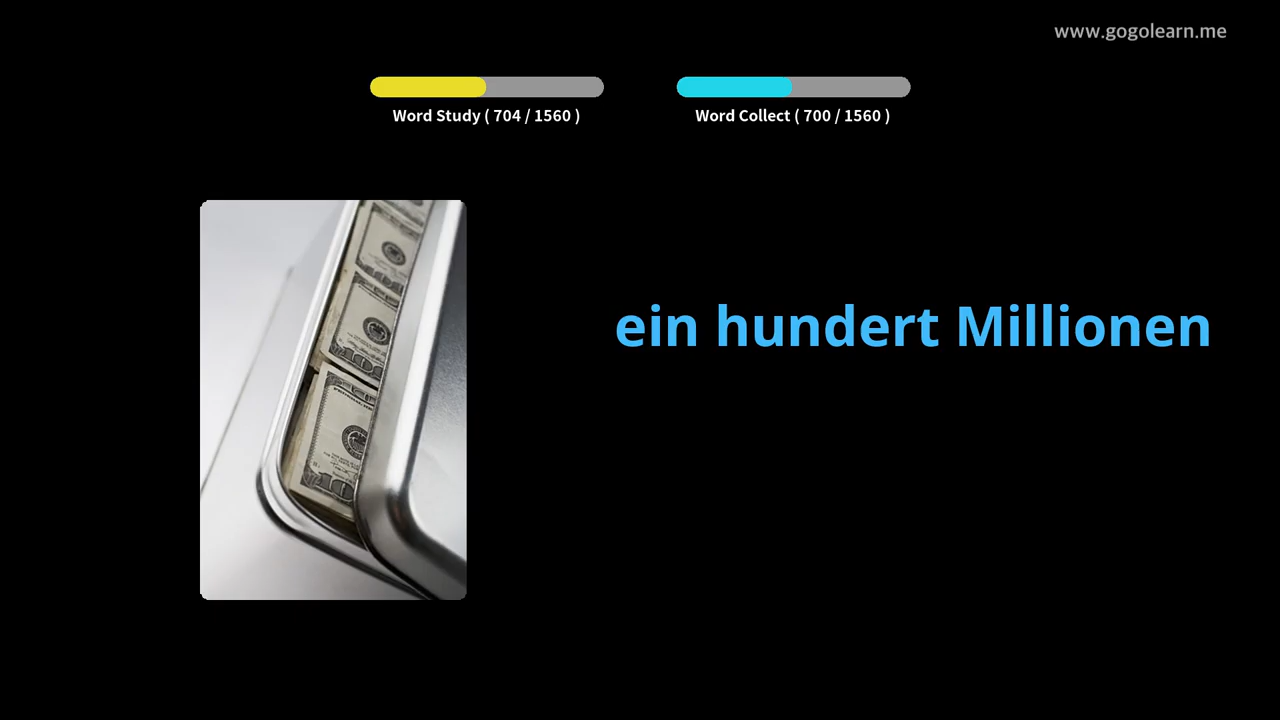 www.gogolearn.me
Word Study ( 704 / 1560 )
Word Collect ( 700 / 1560 )
ein hundert Millionen